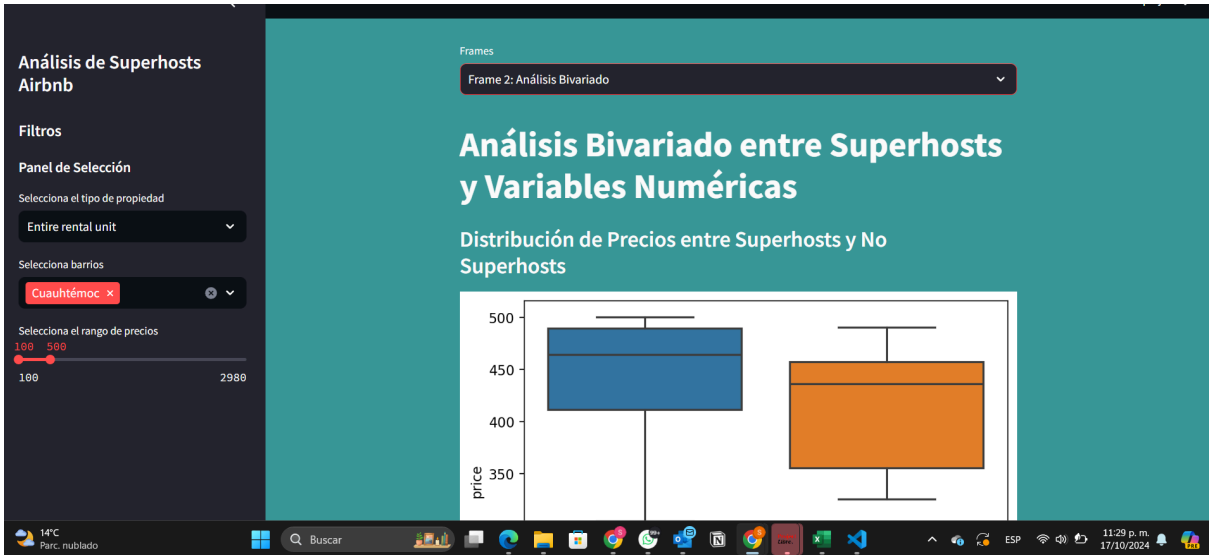 Análisis de Superhosts
Airbnb
Filtros
Panel de Selección
Selecciona el tipo de propiedad
Entire rental unit
Selecciona barrios
Cuauhtémoc ×
Selecciona el rango de precios
100 500
100 2980
Frames
Frame 2: Análisis Bivariado
Análisis Bivariado entre Superhosts
y Variables Numéricas
Distribución de Precios entre Superhosts y No
Superhosts
500
450
400
350
price
14°C
Parc. nublado
Buscar
99+
ESP
11:29 p. m.
17/10/2024
PRE